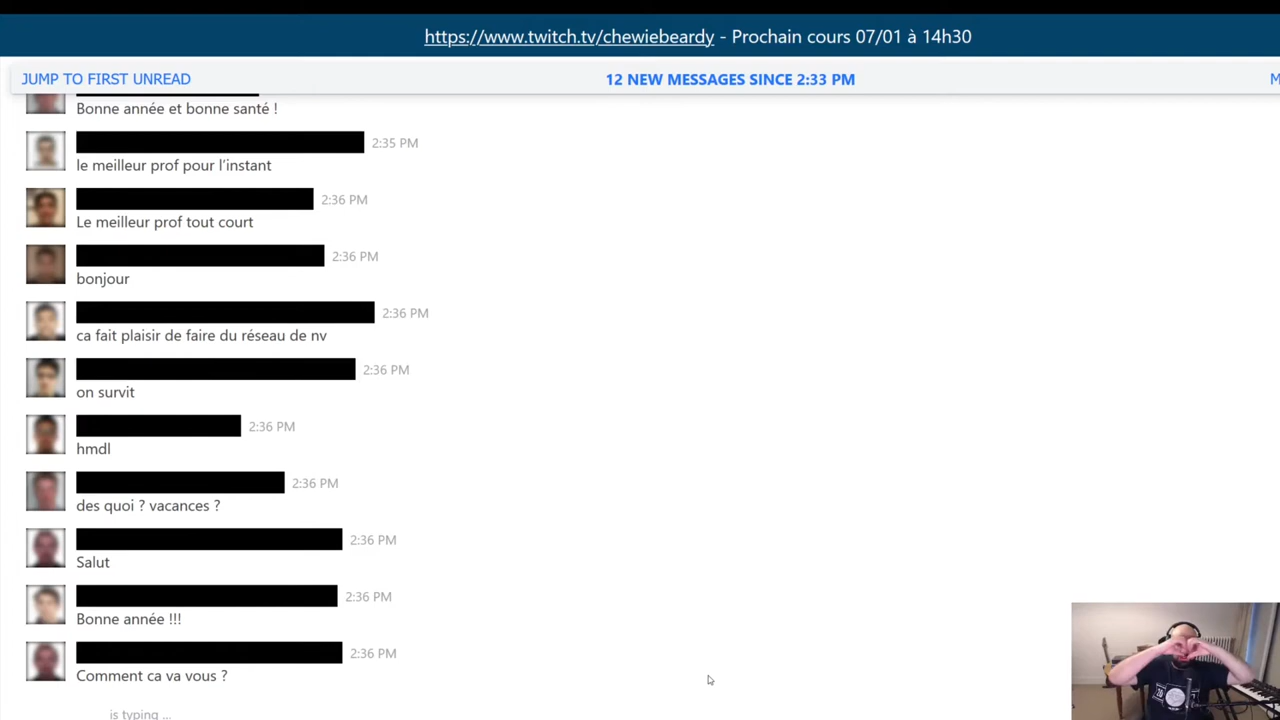 https://www.twitch.tv/chewiebeardy - Prochain cours 07/01 à 14h30
JUMP TO FIRST UNREAD
12 NEW MESSAGES SINCE 2:33 PM
M
Bonne année et bonne santé !
2:35 PM
le meilleur prof pour l'instant
2:36 PM
Le meilleur prof tout court
2:36 PM
bonjour
2:36 PM
ca fait plaisir de faire du réseau de nv
2:36 PM
on survit
2:36 PM
hmdl
2:36 PM
des quoi ? vacances ?
2:36 PM
Salut
2:36 PM
Bonne année !!!
2:36 PM
Comment ca va vous ?
is typing ...